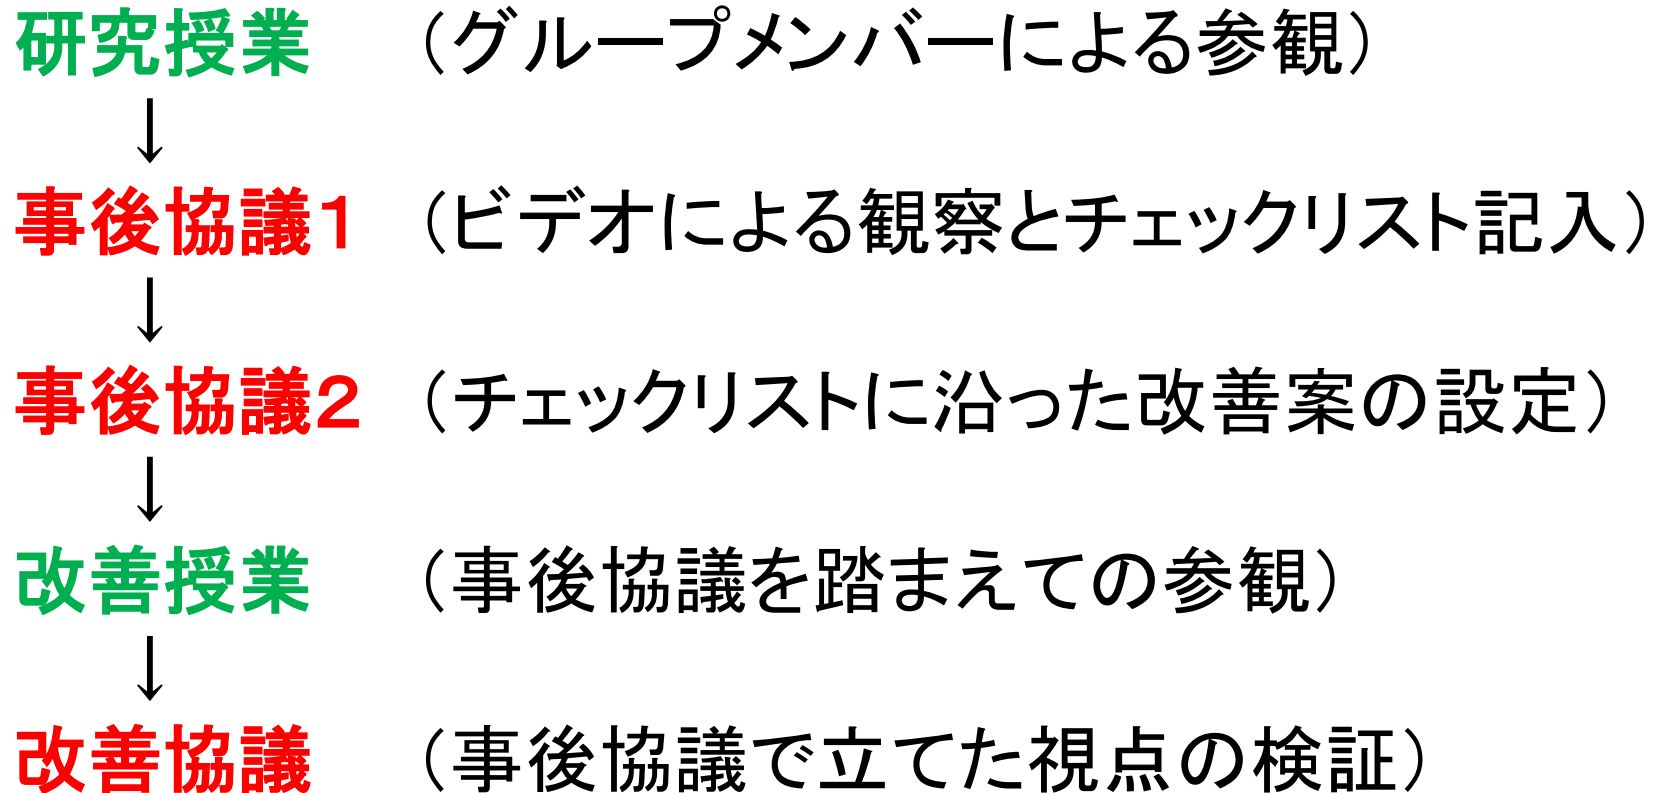 研究授業　（グループメンバーによる参観）
↓
事後協議１（ビデオによる観察とチェックリスト記入）
↓
事後協議２（チェックリストに沿った改善案の設定）
↓
改善授業　（事後協議を踏まえての参観）
↓
改善協議　（事後協議で立てた視点の検証）